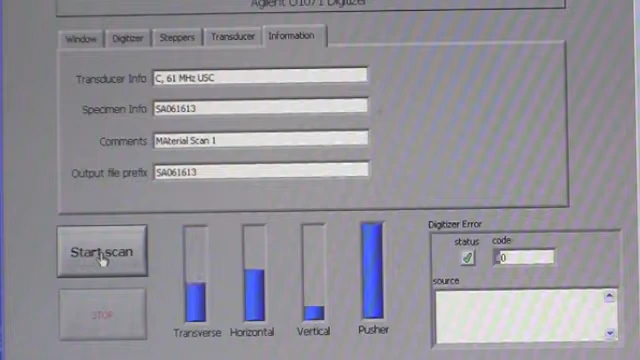 Agilent U1071 Digitizer
Window Digitizer Steppers Transducer Information
Transducer Info C, 61 MHz USC
Specimen Info SA061613
Comments MAterial Scan 1
Output file prefix SA061613
Start scan
STOP
Transverse Horizontal Vertical Pusher
Digitizer Error
status code
0
source